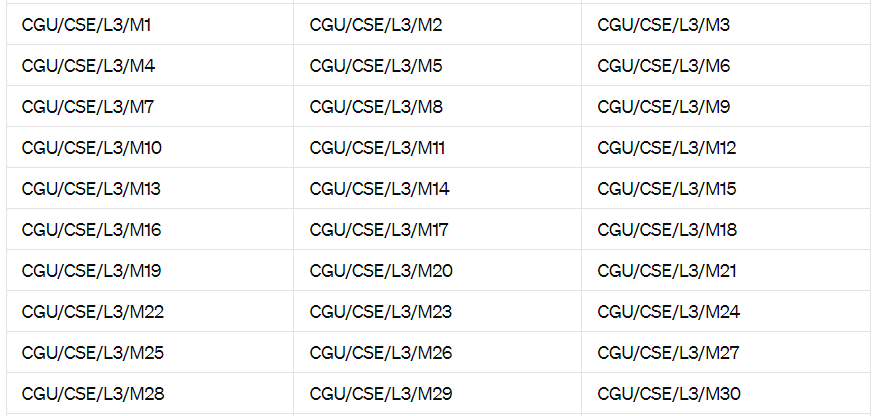 CGU/CSE/L3/M1 CGU/CSE/L3/M2 CGU/CSE/L3/M3
CGU/CSE/L3/M4 CGU/CSE/L3/M5 CGU/CSE/L3/M6
CGU/CSE/L3/M7 CGU/CSE/L3/M8 CGU/CSE/L3/M9
CGU/CSE/L3/M10 CGU/CSE/L3/M11 CGU/CSE/L3/M12
CGU/CSE/L3/M13 CGU/CSE/L3/M14 CGU/CSE/L3/M15
CGU/CSE/L3/M16 CGU/CSE/L3/M17 CGU/CSE/L3/M18
CGU/CSE/L3/M19 CGU/CSE/L3/M20 CGU/CSE/L3/M21
CGU/CSE/L3/M22 CGU/CSE/L3/M23 CGU/CSE/L3/M24
CGU/CSE/L3/M25 CGU/CSE/L3/M26 CGU/CSE/L3/M27
CGU/CSE/L3/M28 CGU/CSE/L3/M29 CGU/CSE/L3/M30